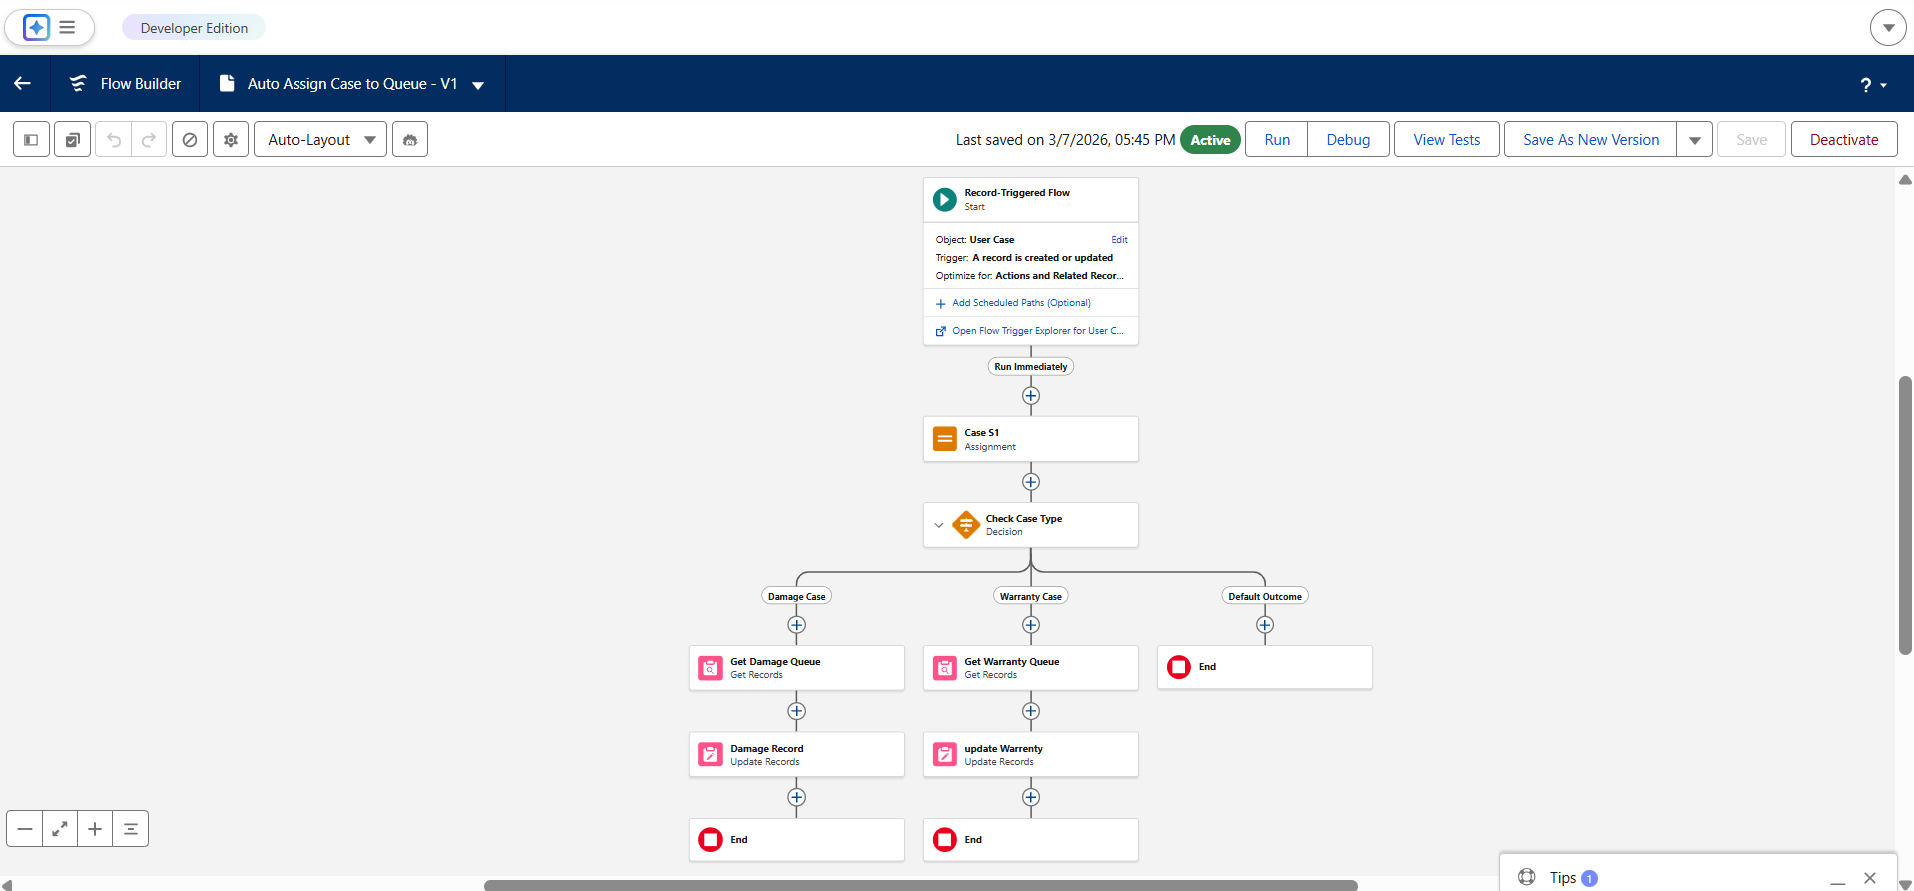 Developer Edition
Flow Builder
Auto Assign Case to Queue - V1
?
Auto-Layout
Last saved on 3/7/2026, 05:45 PM
Active
Run
Debug
View Tests
Save As New Version
Save
Deactivate
Record-Triggered Flow
Start
Object: User Case
Edit
Trigger: A record is created or updated
Optimize for: Actions and Related Recor...
Add Scheduled Paths (Optional)
Open Flow Trigger Explorer for User C...
Run Immediately
Case S1
Assignment
Check Case Type
Decision
Damage Case
Warranty Case
Default Outcome
Get Damage Queue
Get Records
Get Warranty Queue
Get Records
End
Damage Record
Update Records
update Warrenty
Update Records
End
End
Tips 1